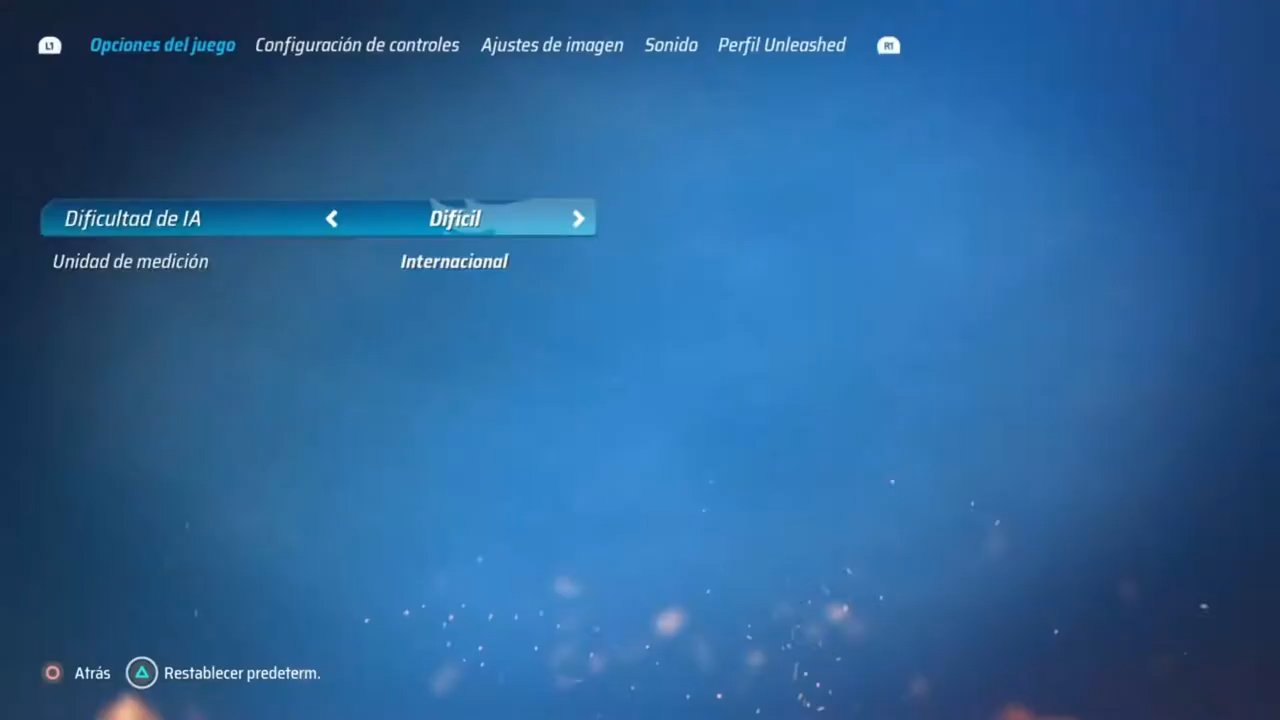 L1 Opciones del juego Configuración de controles Ajustes de imagen Sonido Perfil Unleashed R1
Dificultad de IA Difícil
Unidad de medición Internacional
Atrás Restablecer predeterm.